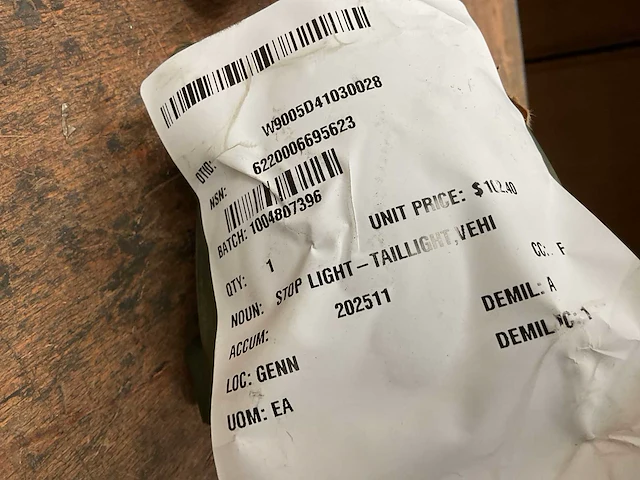 DTID: W9005D41030028
NSN: 6220006695623
BATCH: 1004807396
UNIT PRICE: $
QTY: 1
CC: F
NOUN: STOP LIGHT-TAILLIGHT,VEHI
DEMIL: A
ACCUM: 202511
DEMIL
LOC: GENN
UOM: EA